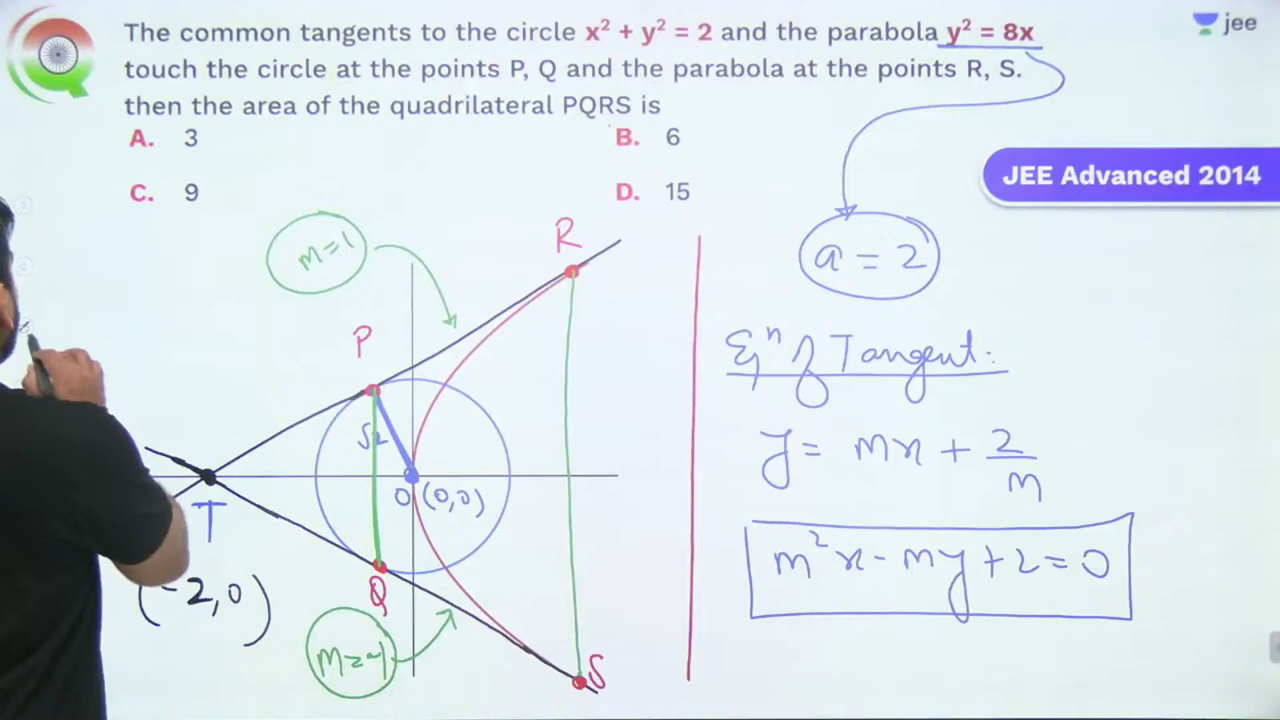 The common tangents to the circle x² + y² = 2 and the parabola y² = 8x
touch the circle at the points P, Q and the parabola at the points R, S.
then the area of the quadrilateral PQRS is
A. 3
B. 6
C. 9
D. 15
jee
JEE Advanced 2014
a = 2
Eqⁿ of Tangent:
y = mx + 2/m
m²x - my + 2 = 0
m=1
R
P
√2
O (0,0)
T
(-2,0)
Q
m=-1
S